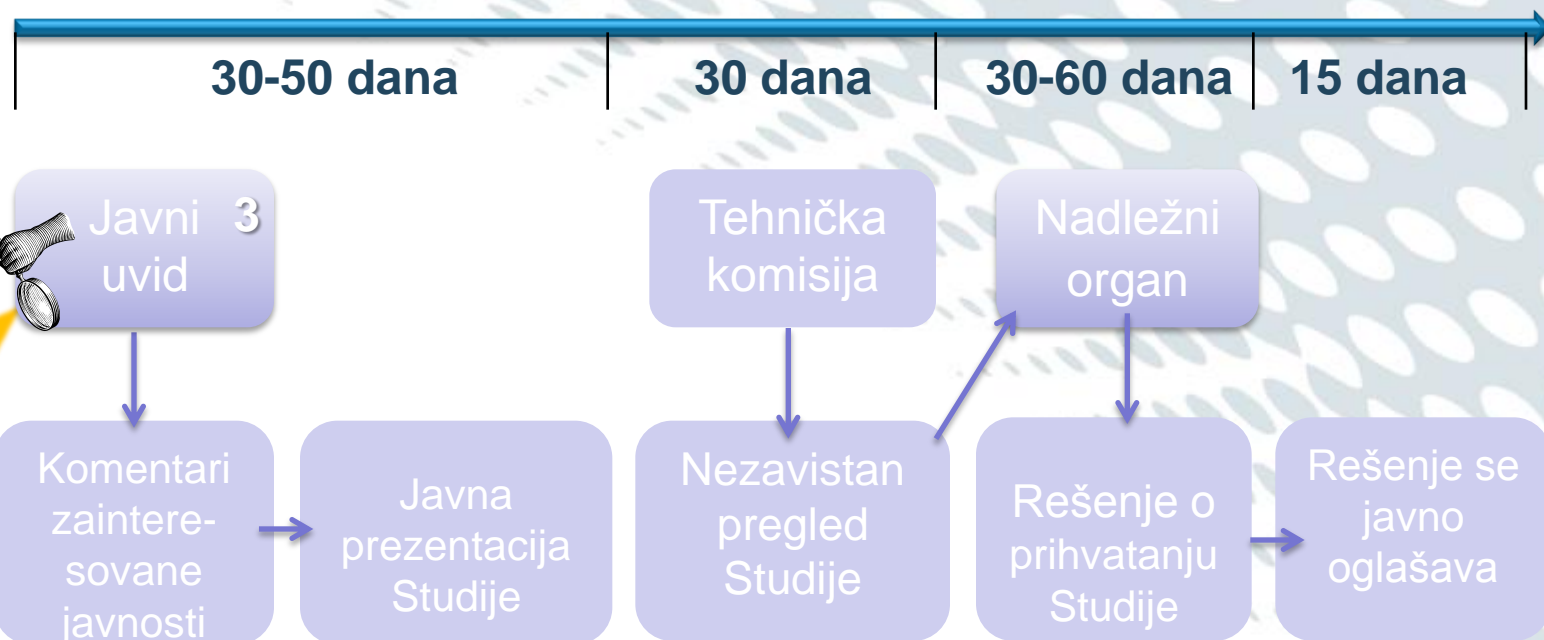 30-50 dana
30 dana
30-60 dana
15 dana
Javni 3
uvid
Tehnička
komisija
Nadležni
organ
Komentari
zaintere-
sovane
javnosti
Javna
prezentacija
Studije
Nezavistan
pregled
Studije
Rešenje o
prihvatanju
Studije
Rešenje se
javno
oglašava